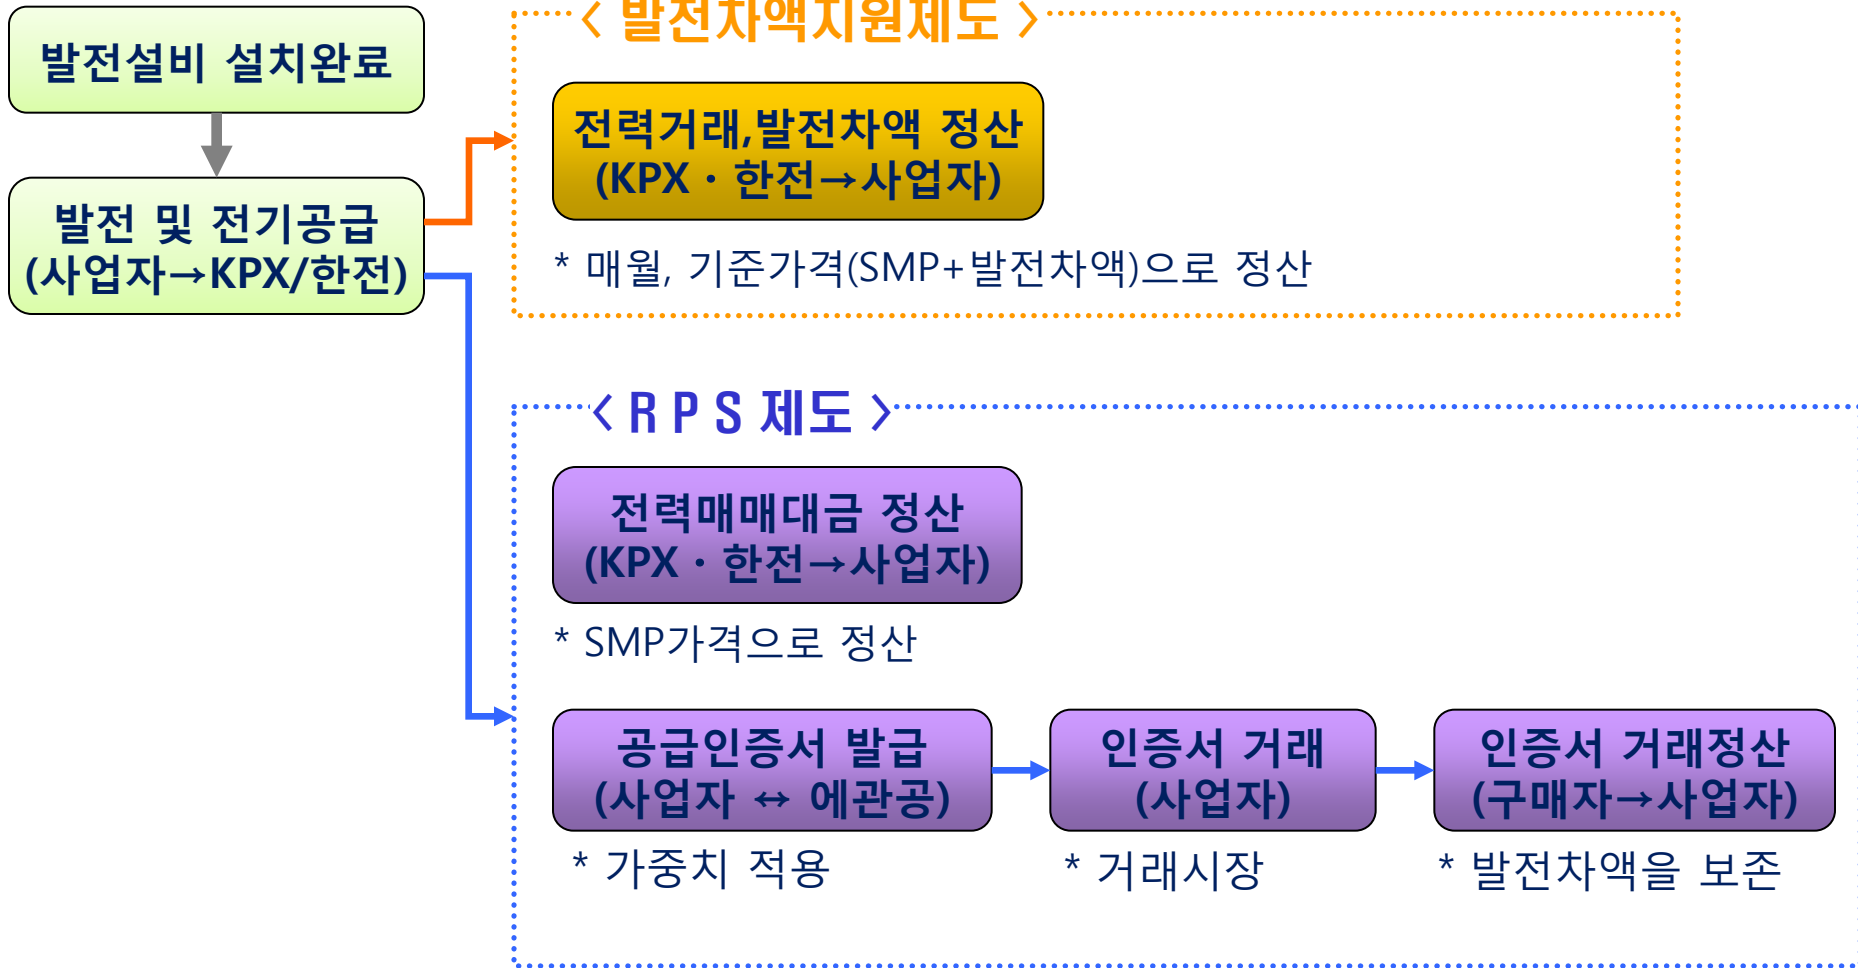 발전설비 설치완료
발전 및 전기공급
(사업자→KPX/한전)
< 발전차액지원제도 >
전력거래,발전차액 정산
(KPX · 한전→사업자)
* 매월, 기준가격(SMP+발전차액)으로 정산
< R P S 제도 >
전력매매대금 정산
(KPX · 한전→사업자)
* SMP가격으로 정산
공급인증서 발급
(사업자 ↔ 에관공)
* 가중치 적용
인증서 거래
(사업자)
* 거래시장
인증서 거래정산
(구매자→사업자)
* 발전차액을 보존